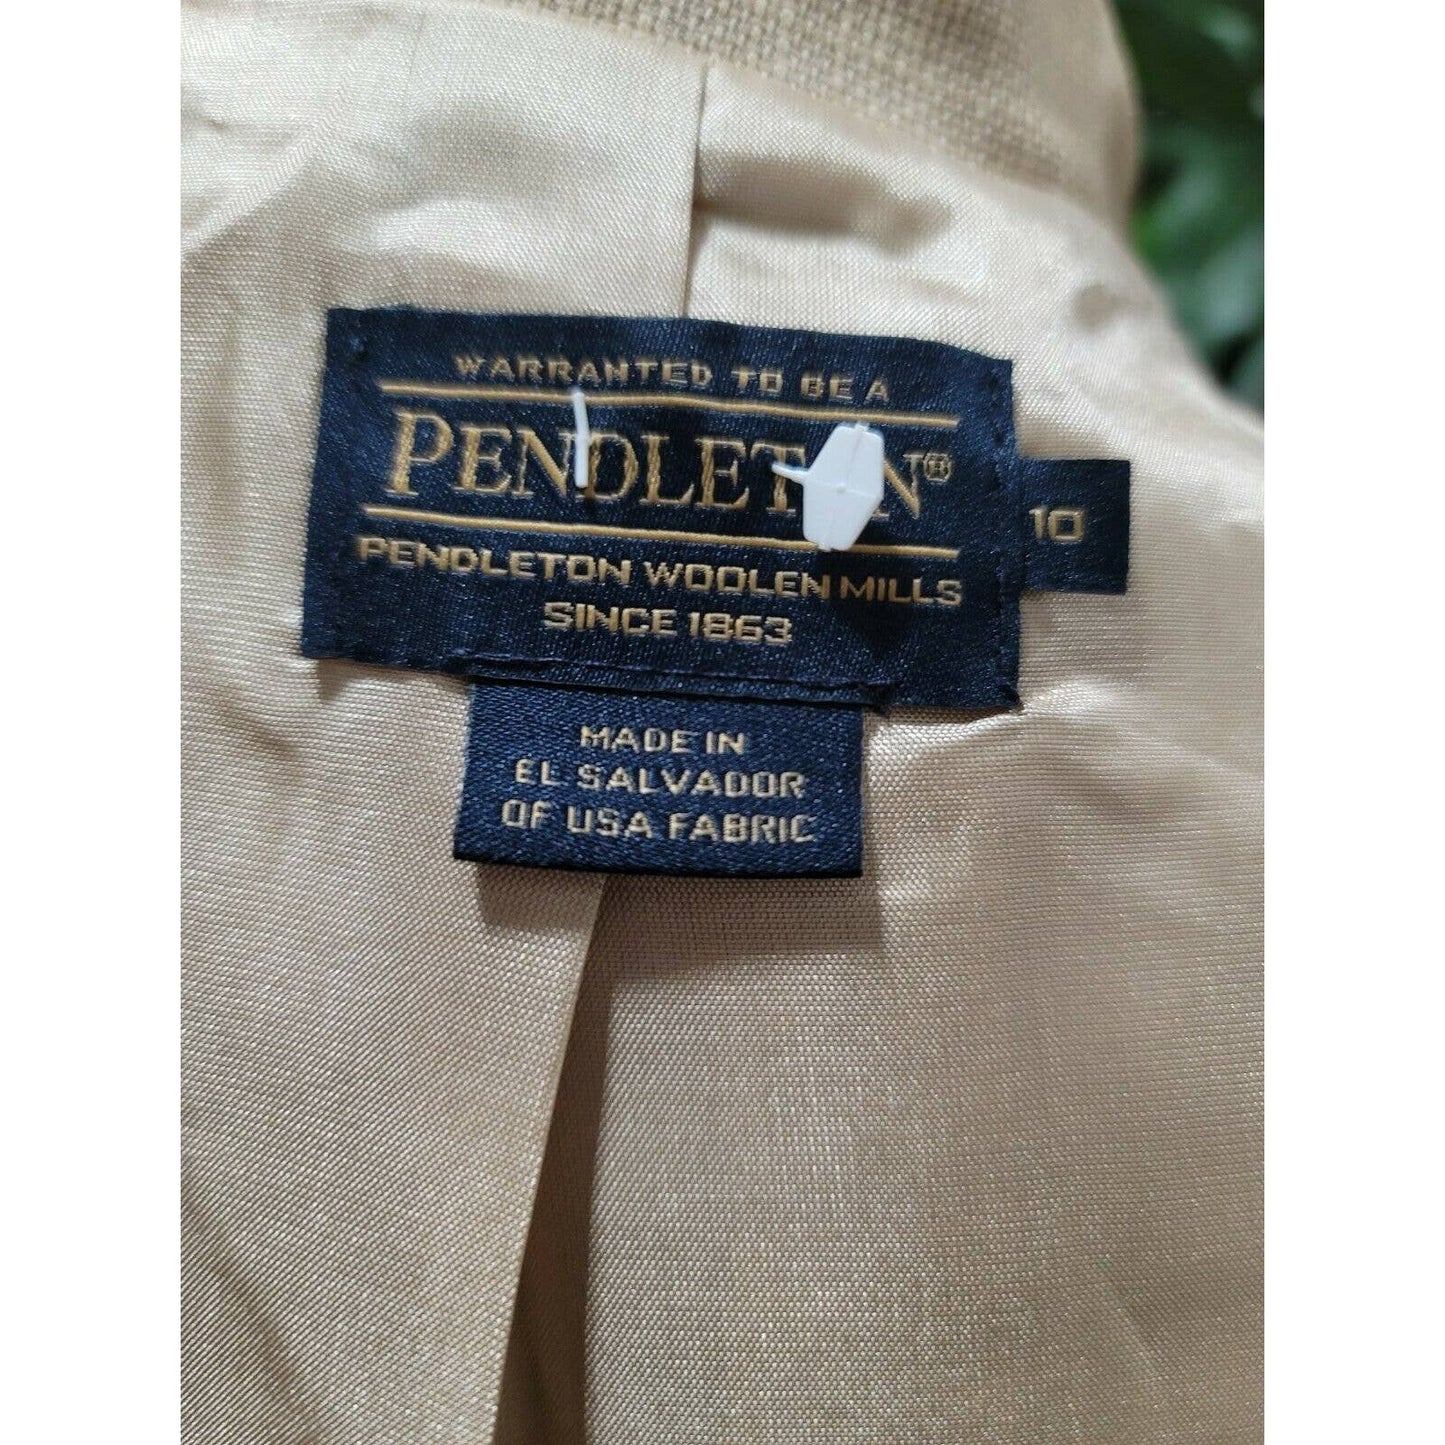 WARRANTED TO BE A
PENDLETON®
PENDLETON WOOLEN MILLS
SINCE 1863
10
MADE IN
EL SALVADOR
OF USA FABRIC